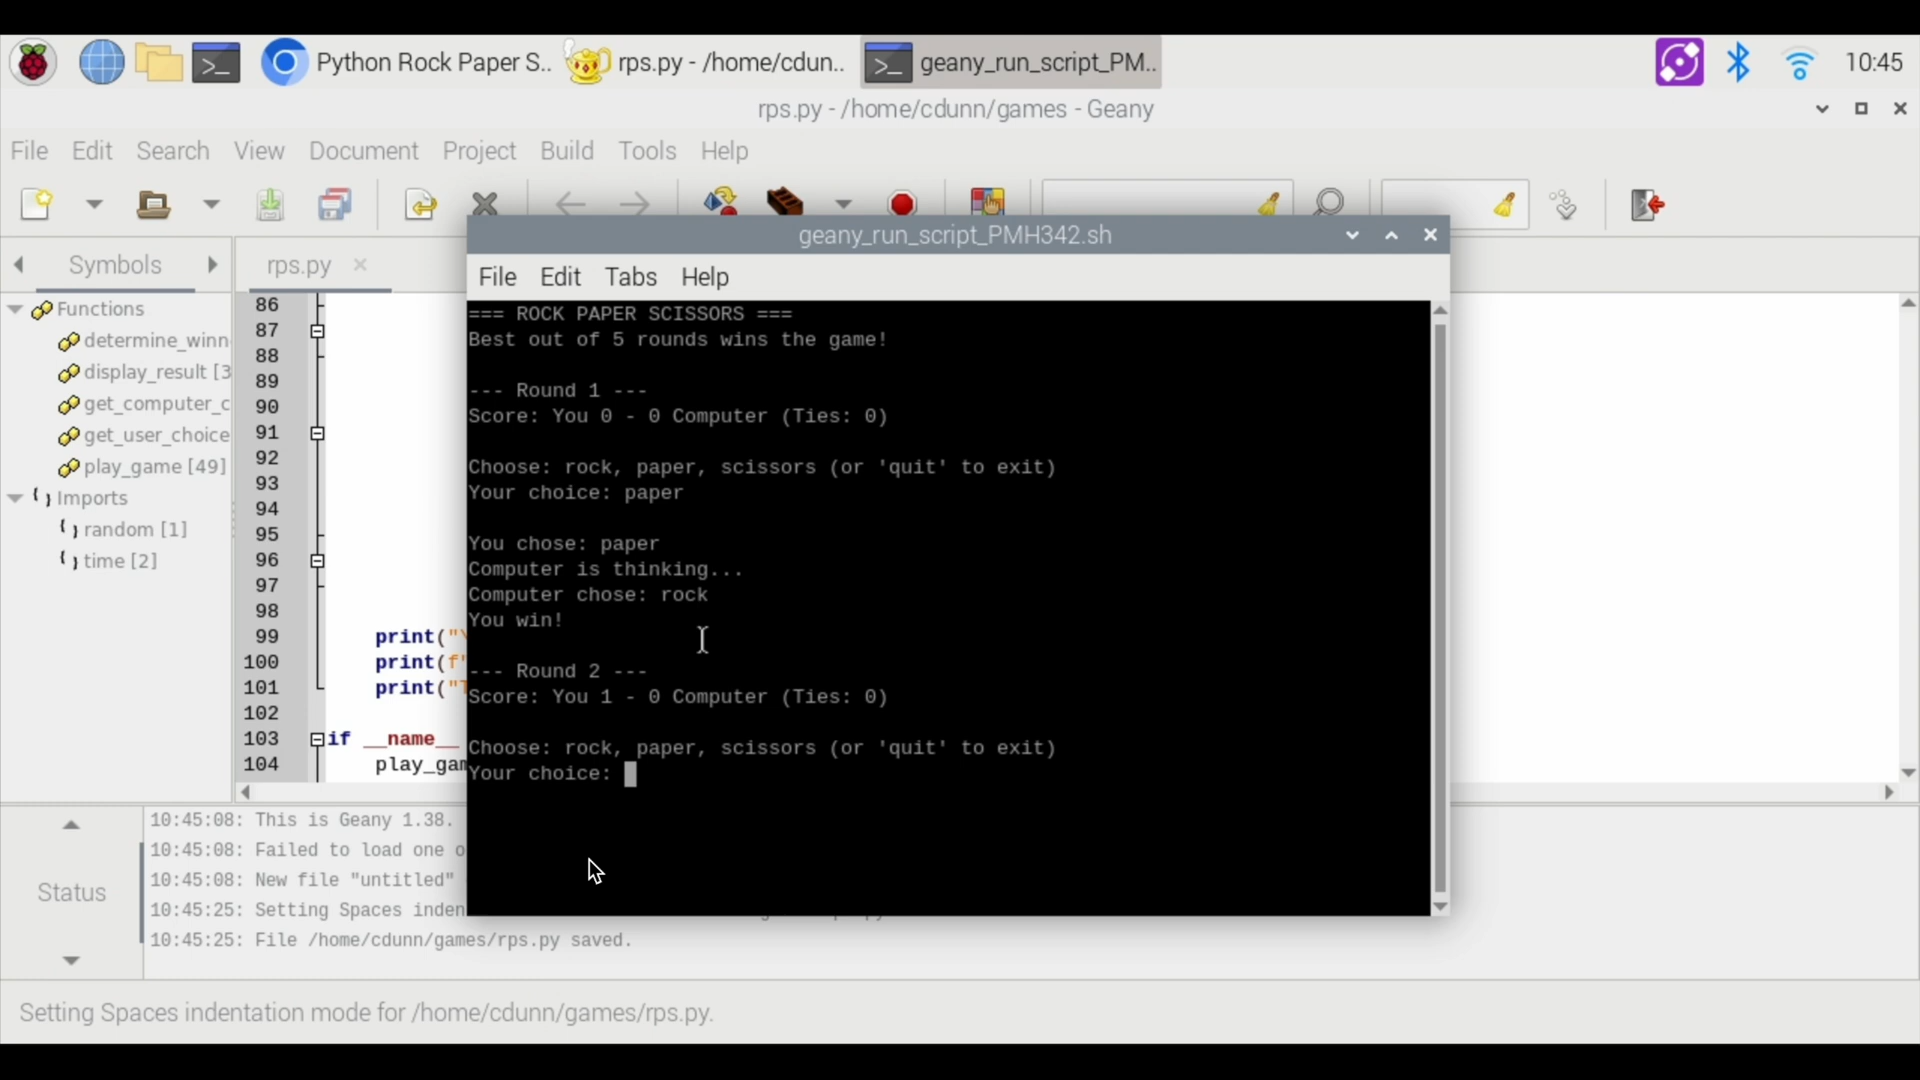 Python Rock Paper S..
rps.py - /home/cdun..
geany_run_script_PM..
10:45
rps.py - /home/cdunn/games - Geany
File Edit Search View Document Project Build Tools Help
Symbols
rps.py
Functions
determine_winn
display_result [3
get_computer_c
get_user_choice
play_game [49]
Imports
random [1]
time [2]
86
87
88
89
90
91
92
93
94
95
96
97
98
99 print("\
100 print(f"
101 print("T
102
103 if __name__
104 play_gam
geany_run_script_PMH342.sh
File Edit Tabs Help
=== ROCK PAPER SCISSORS ===
Best out of 5 rounds wins the game!
--- Round 1 ---
Score: You 0 - 0 Computer (Ties: 0)
Choose: rock, paper, scissors (or 'quit' to exit)
Your choice: paper
You chose: paper
Computer is thinking...
Computer chose: rock
You win!
--- Round 2 ---
Score: You 1 - 0 Computer (Ties: 0)
Choose: rock, paper, scissors (or 'quit' to exit)
Your choice:
Status
10:45:08: This is Geany 1.38.
10:45:08: Failed to load one o
10:45:08: New file "untitled"
10:45:25: Setting Spaces inden
10:45:25: File /home/cdunn/games/rps.py saved.
Setting Spaces indentation mode for /home/cdunn/games/rps.py.